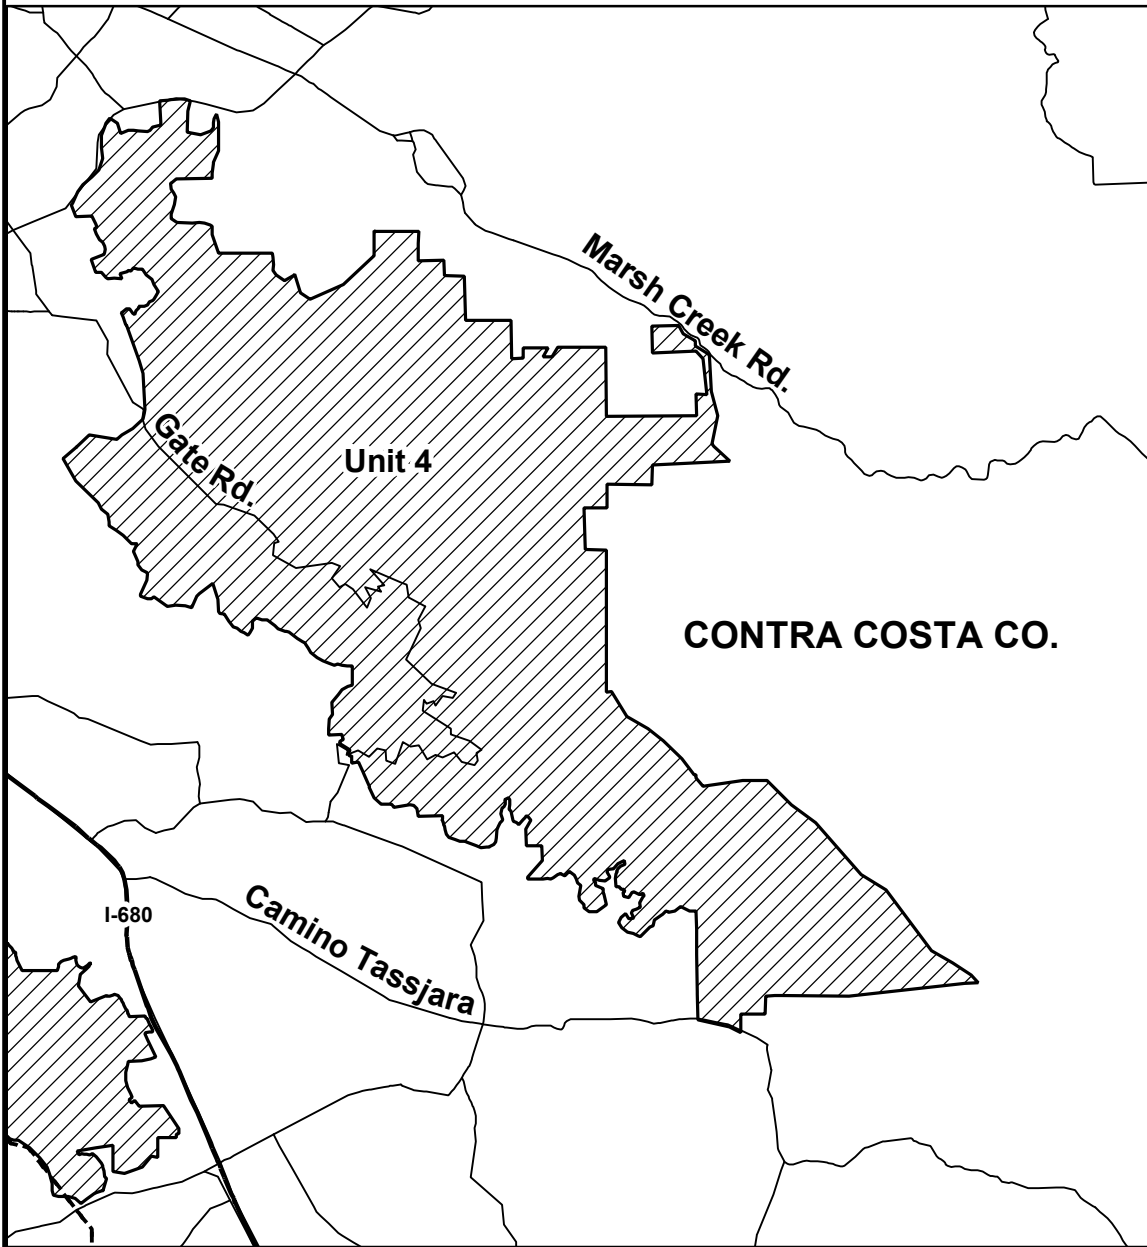 Marsh Creek Rd.
Gate Rd.
Unit 4
CONTRA COSTA CO.
I-680
Camino Tassjara